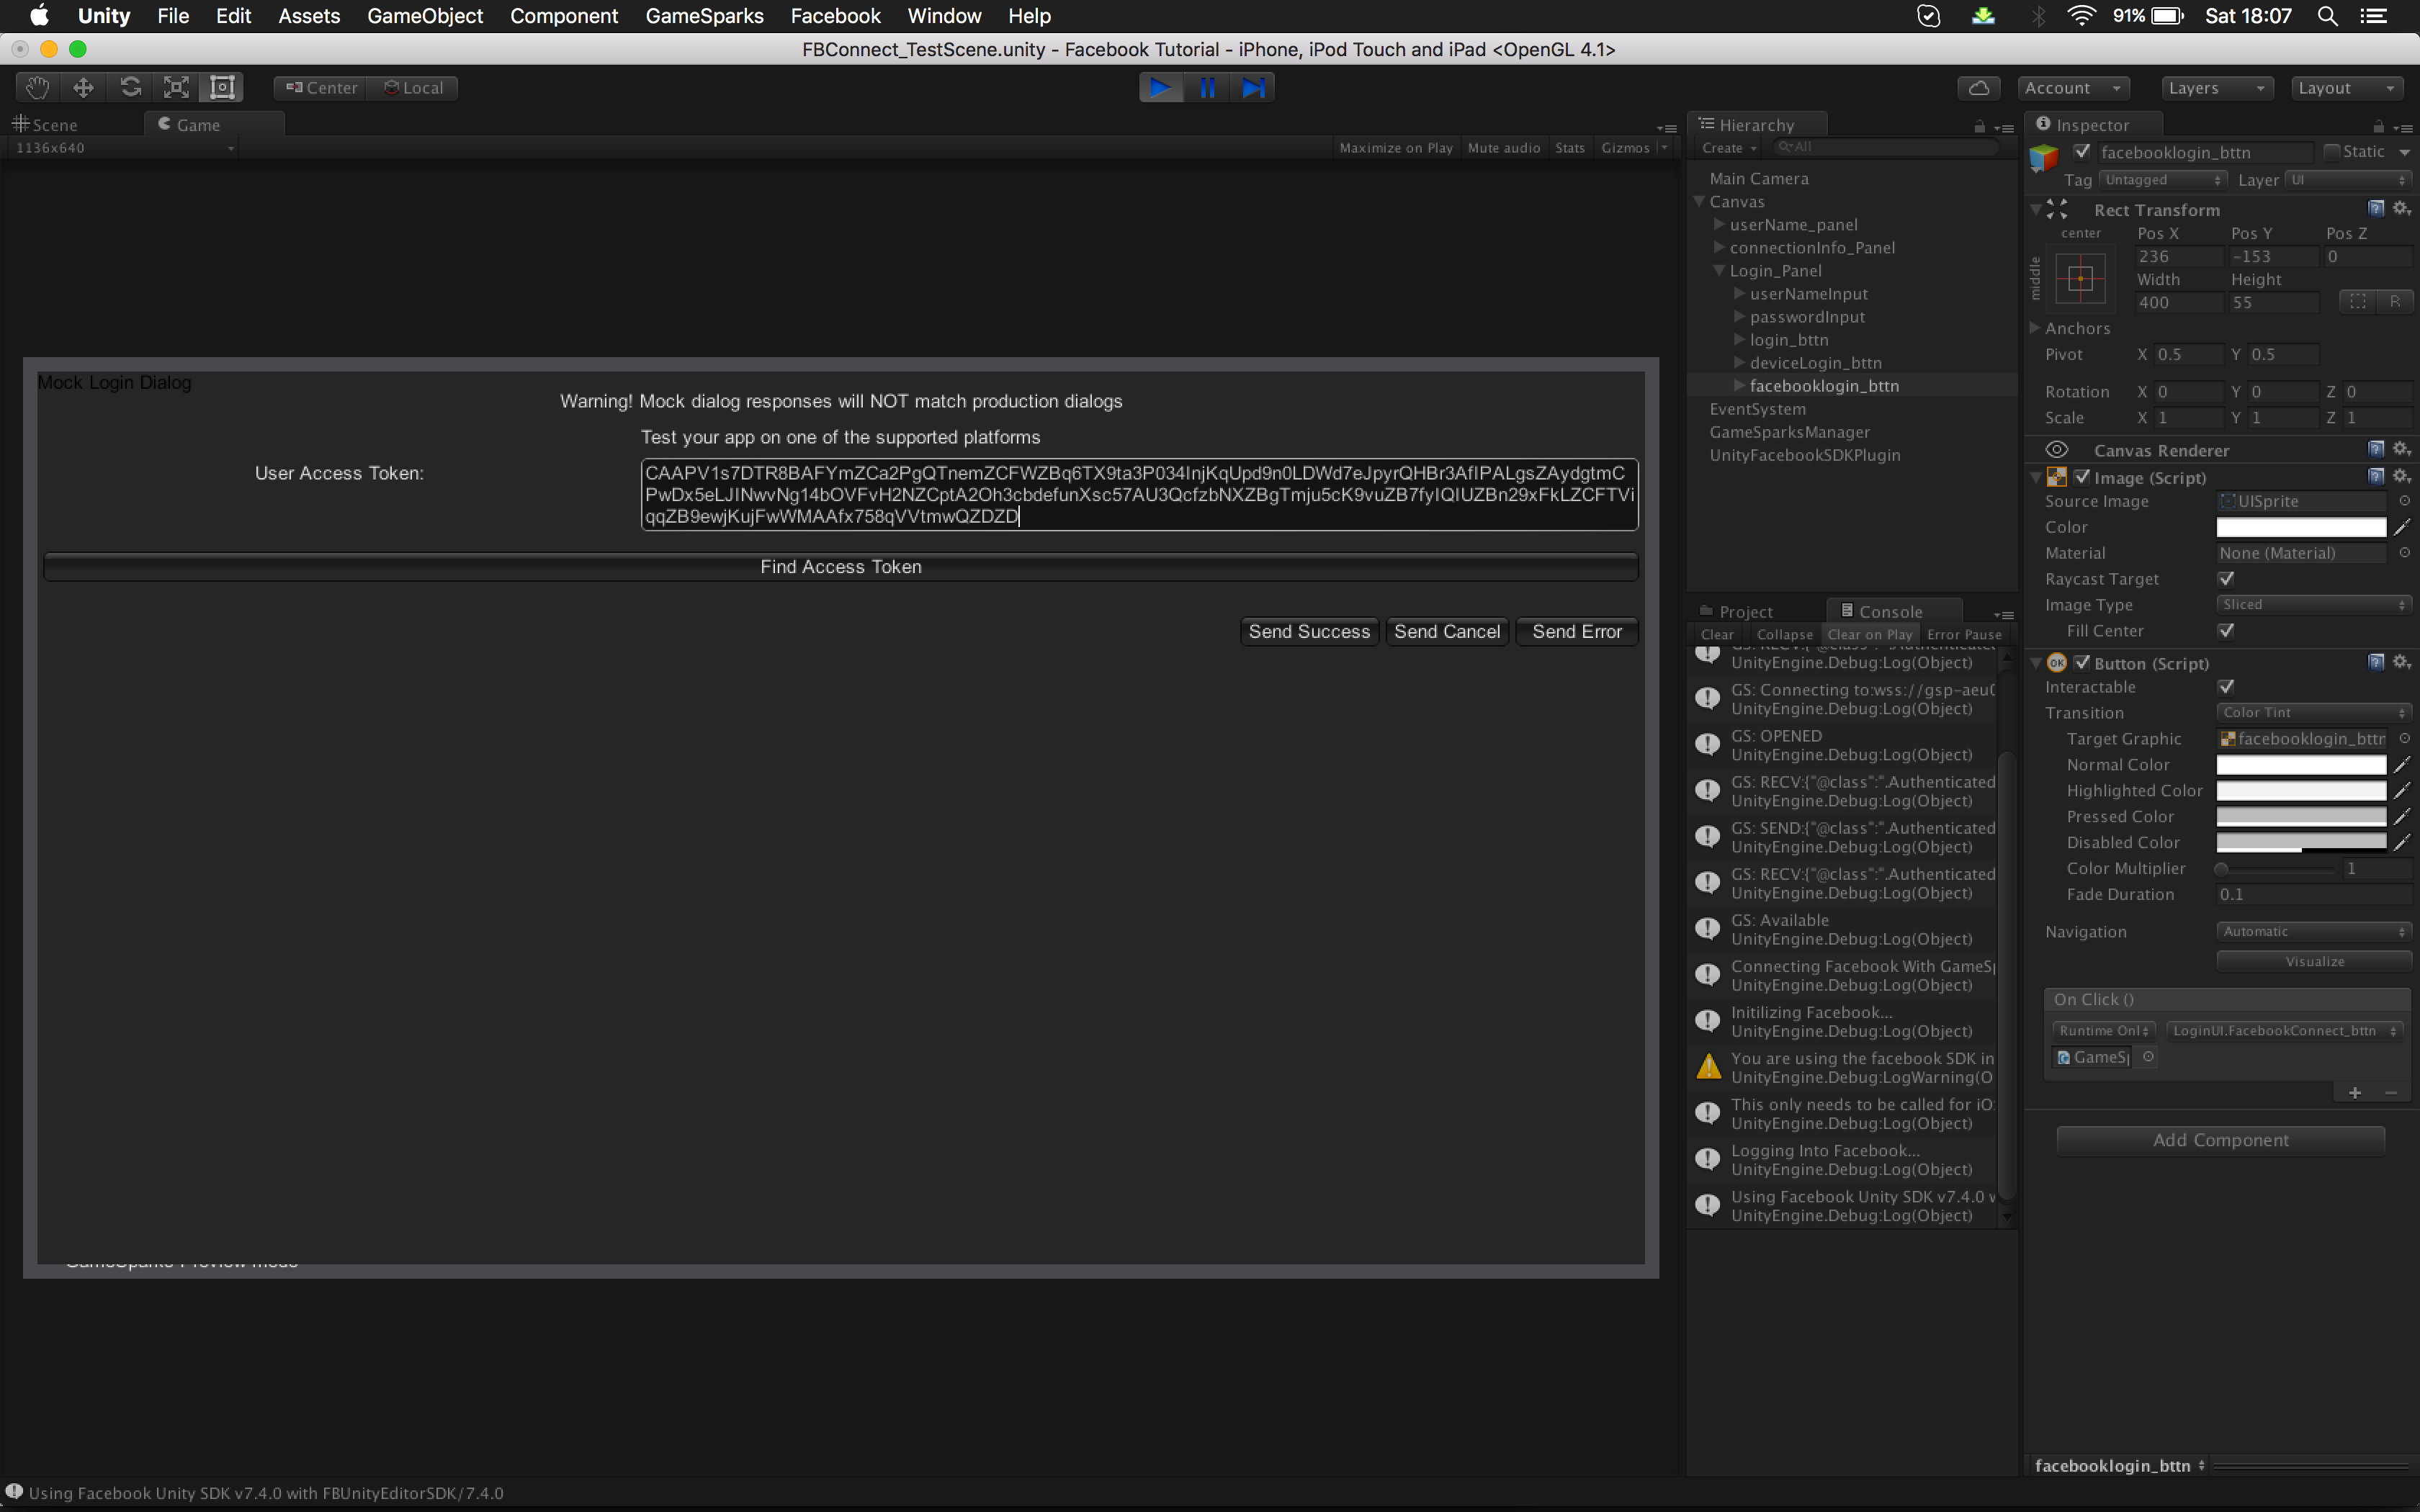 Unity File Edit Assets GameObject Component GameSparks Facebook Window Help 91% Sat 18:07
FBConnect_TestScene.unity - Facebook Tutorial - iPhone, iPod Touch and iPad <OpenGL 4.1>
Center Local Account Layers Layout
Scene Game
1136x640 Maximize on Play Mute audio Stats Gizmos
Mock Login Dialog
Warning! Mock dialog responses will NOT match production dialogs
Test your app on one of the supported platforms
User Access Token:
CAAPV1s7DTR8BAFYmZCa2PgQTnemZCFWZBq6TX9ta3P034InjKqUpd9n0LDWd7eJpyrQHBr3AfIPALgsZAydgtmC
PwDx5eLJINwvNg14bOVFvH2NZCptA2Oh3cbdefunXsc57AU3QcfzbNXZBgTmju5cK9vuZB7fyIQIUZBn29xFkLZCFTVi
qqZB9ewjKujFwWMAAfx758qVVtmwQZDZD
Find Access Token
Send Success Send Cancel Send Error
GameSparks Preview mode
Hierarchy
Create All
Main Camera
Canvas
userName_panel
connectionInfo_Panel
Login_Panel
userNameInput
passwordInput
login_bttn
deviceLogin_bttn
facebooklogin_bttn
EventSystem
GameSparksManager
UnityFacebookSDKPlugin
Project Console
Clear Collapse Clear on Play Error Pause
GS: RECV:{"@class":".Authenticated
UnityEngine.Debug:Log(Object)
GS: Connecting to:wss://gsp-aeu0
UnityEngine.Debug:Log(Object)
GS: OPENED
UnityEngine.Debug:Log(Object)
GS: RECV:{"@class":".Authenticated
UnityEngine.Debug:Log(Object)
GS: SEND:{"@class":".Authenticated
UnityEngine.Debug:Log(Object)
GS: RECV:{"@class":".Authenticated
UnityEngine.Debug:Log(Object)
GS: Available
UnityEngine.Debug:Log(Object)
Connecting Facebook With GameSp
UnityEngine.Debug:Log(Object)
Initilizing Facebook...
UnityEngine.Debug:Log(Object)
You are using the facebook SDK in
UnityEngine.Debug:LogWarning(O
This only needs to be called for iO
UnityEngine.Debug:Log(Object)
Logging Into Facebook...
UnityEngine.Debug:Log(Object)
Using Facebook Unity SDK v7.4.0 w
UnityEngine.Debug:Log(Object)
Inspector
facebooklogin_bttn Static
Tag Untagged Layer UI
Rect Transform
center Pos X Pos Y Pos Z
middle 236 -153 0
Width Height
400 55 R
Anchors
Pivot X 0.5 Y 0.5
Rotation X 0 Y 0 Z 0
Scale X 1 Y 1 Z 1
Canvas Renderer
Image (Script)
Source Image UISprite
Color
Material None (Material)
Raycast Target
Image Type Sliced
Fill Center
OK Button (Script)
Interactable
Transition Color Tint
Target Graphic facebooklogin_bttn
Normal Color
Highlighted Color
Pressed Color
Disabled Color
Color Multiplier 1
Fade Duration 0.1
Navigation Automatic
Visualize
On Click ()
Runtime Onl LoginUI.FacebookConnect_bttn
GameSp
Add Component
facebooklogin_bttn
Using Facebook Unity SDK v7.4.0 with FBUnityEditorSDK/7.4.0